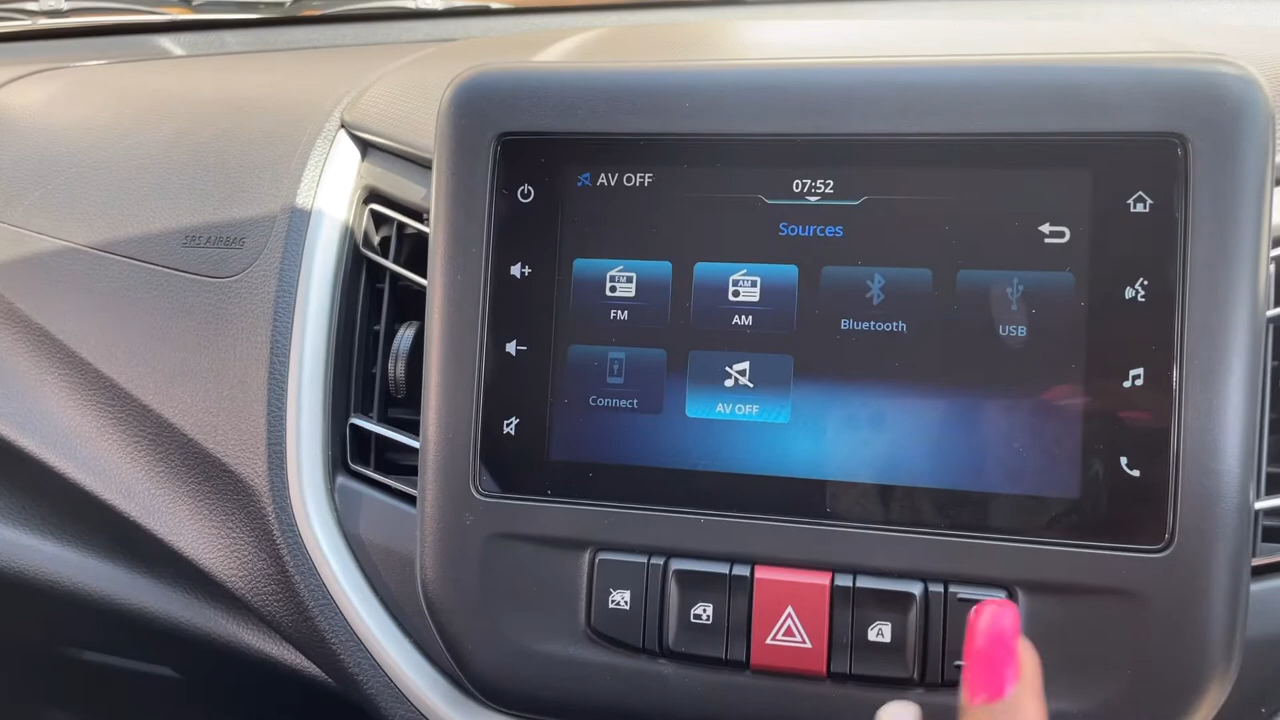 AV OFF
07:52
Sources
FM
FM
AM
AM
Bluetooth
USB
Connect
AV OFF
SRS AIRBAG
A